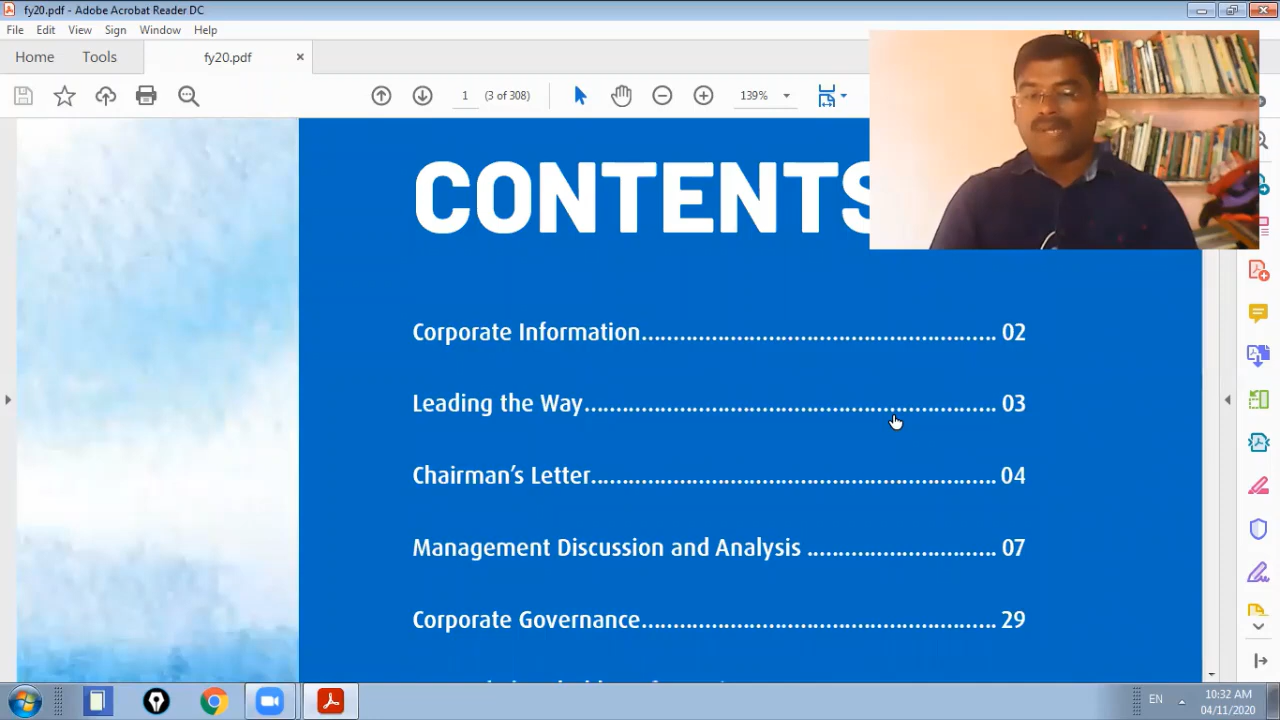 fy20.pdf - Adobe Acrobat Reader DC
File Edit View Sign Window Help
Home Tools fy20.pdf ×
1 (3 of 308) 139%
CONTENTS
Corporate Information........................................................ 02
Leading the Way................................................................. 03
Chairman’s Letter................................................................ 04
Management Discussion and Analysis .............................. 07
Corporate Governance........................................................ 29
EN
10:32 AM
04/11/2020